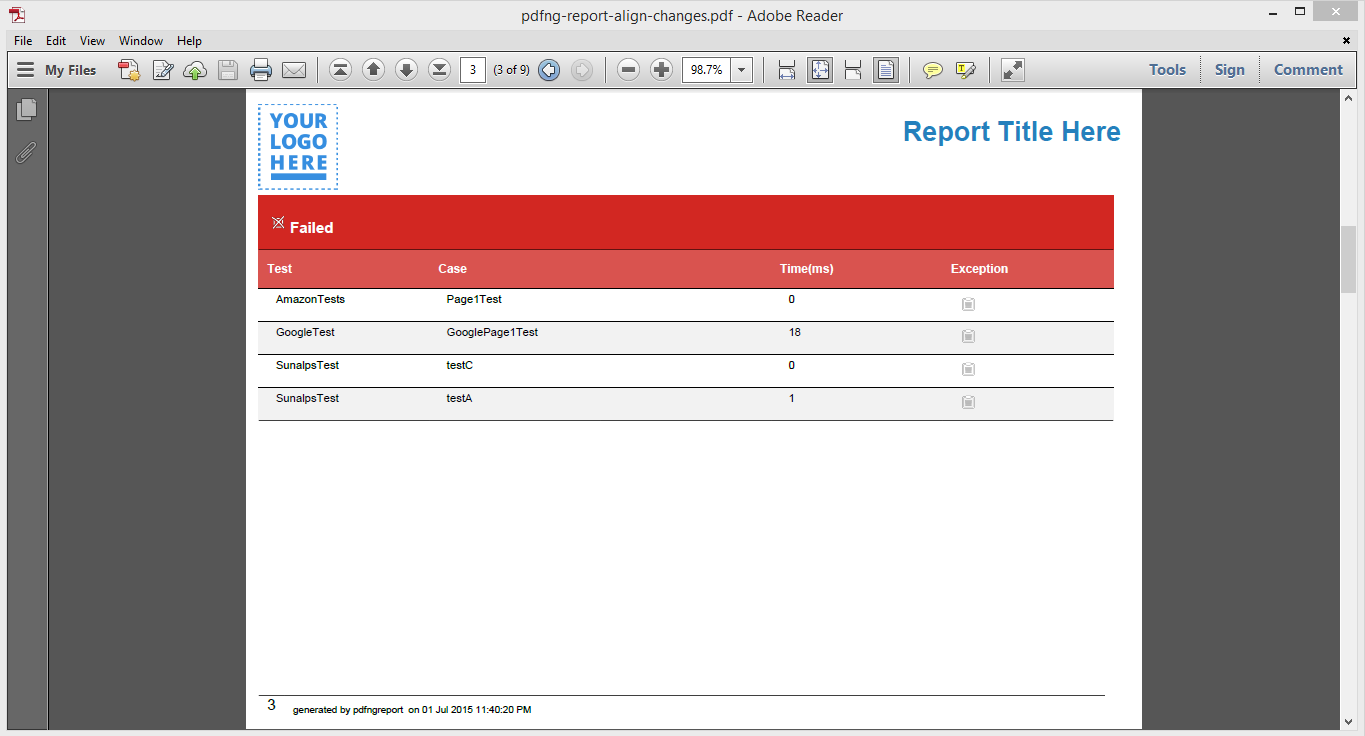 pdfng-report-align-changes.pdf - Adobe Reader
File Edit View Window Help
My Files 3 (3 of 9) 98.7% Tools Sign Comment
YOUR
LOGO
HERE
Report Title Here
Failed
Test Case Time(ms) Exception
AmazonTests Page1Test 0
GoogleTest GooglePage1Test 18
SunalpsTest testC 0
SunalpsTest testA 1
3 generated by pdfngreport on 01 Jul 2015 11:40:20 PM